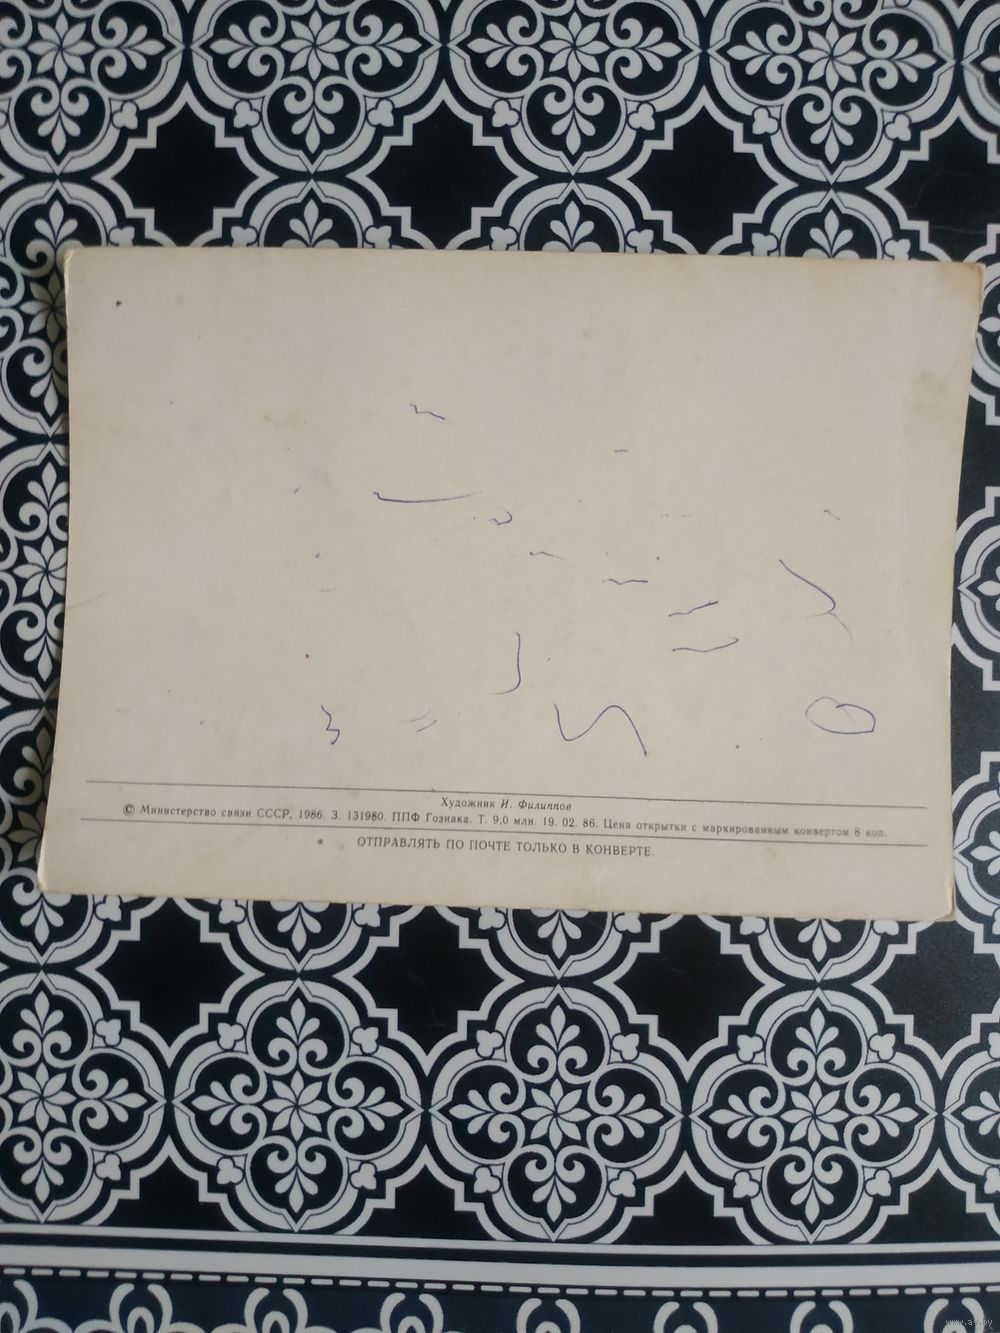 Художник И. Филиппов
© Министерство связи СССР, 1986. З. 131980. ППФ Гознака. Т. 9,0 млн. 19. 02. 86. Цена открытки с маркированным конвертом 8 коп.
ОТПРАВЛЯТЬ ПО ПОЧТЕ ТОЛЬКО В КОНВЕРТЕ.